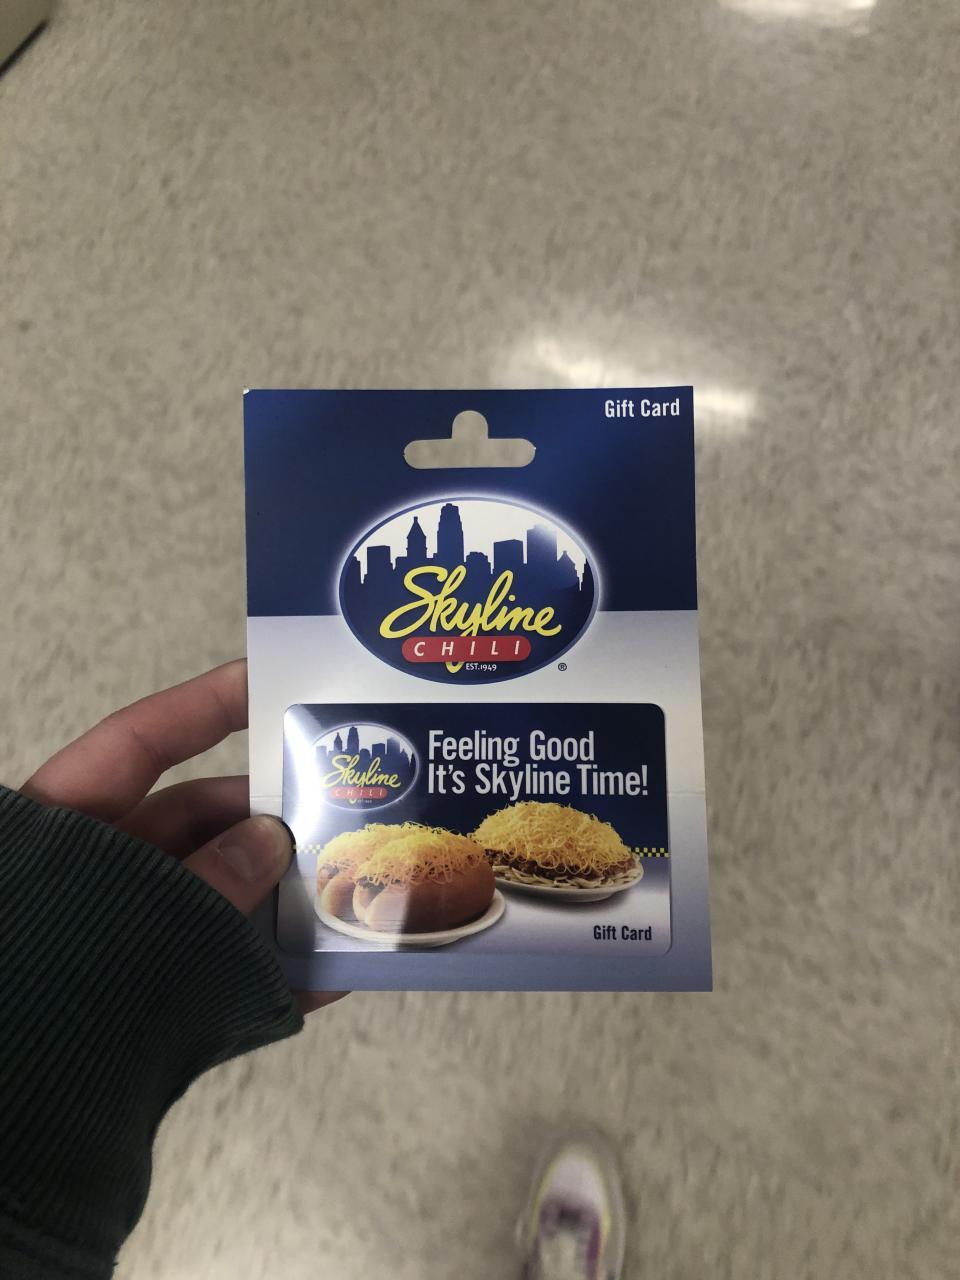 Gift Card
Skyline
CHILI
EST.1949
®
Skyline
CHILI
Feeling Good
It's Skyline Time!
Gift Card